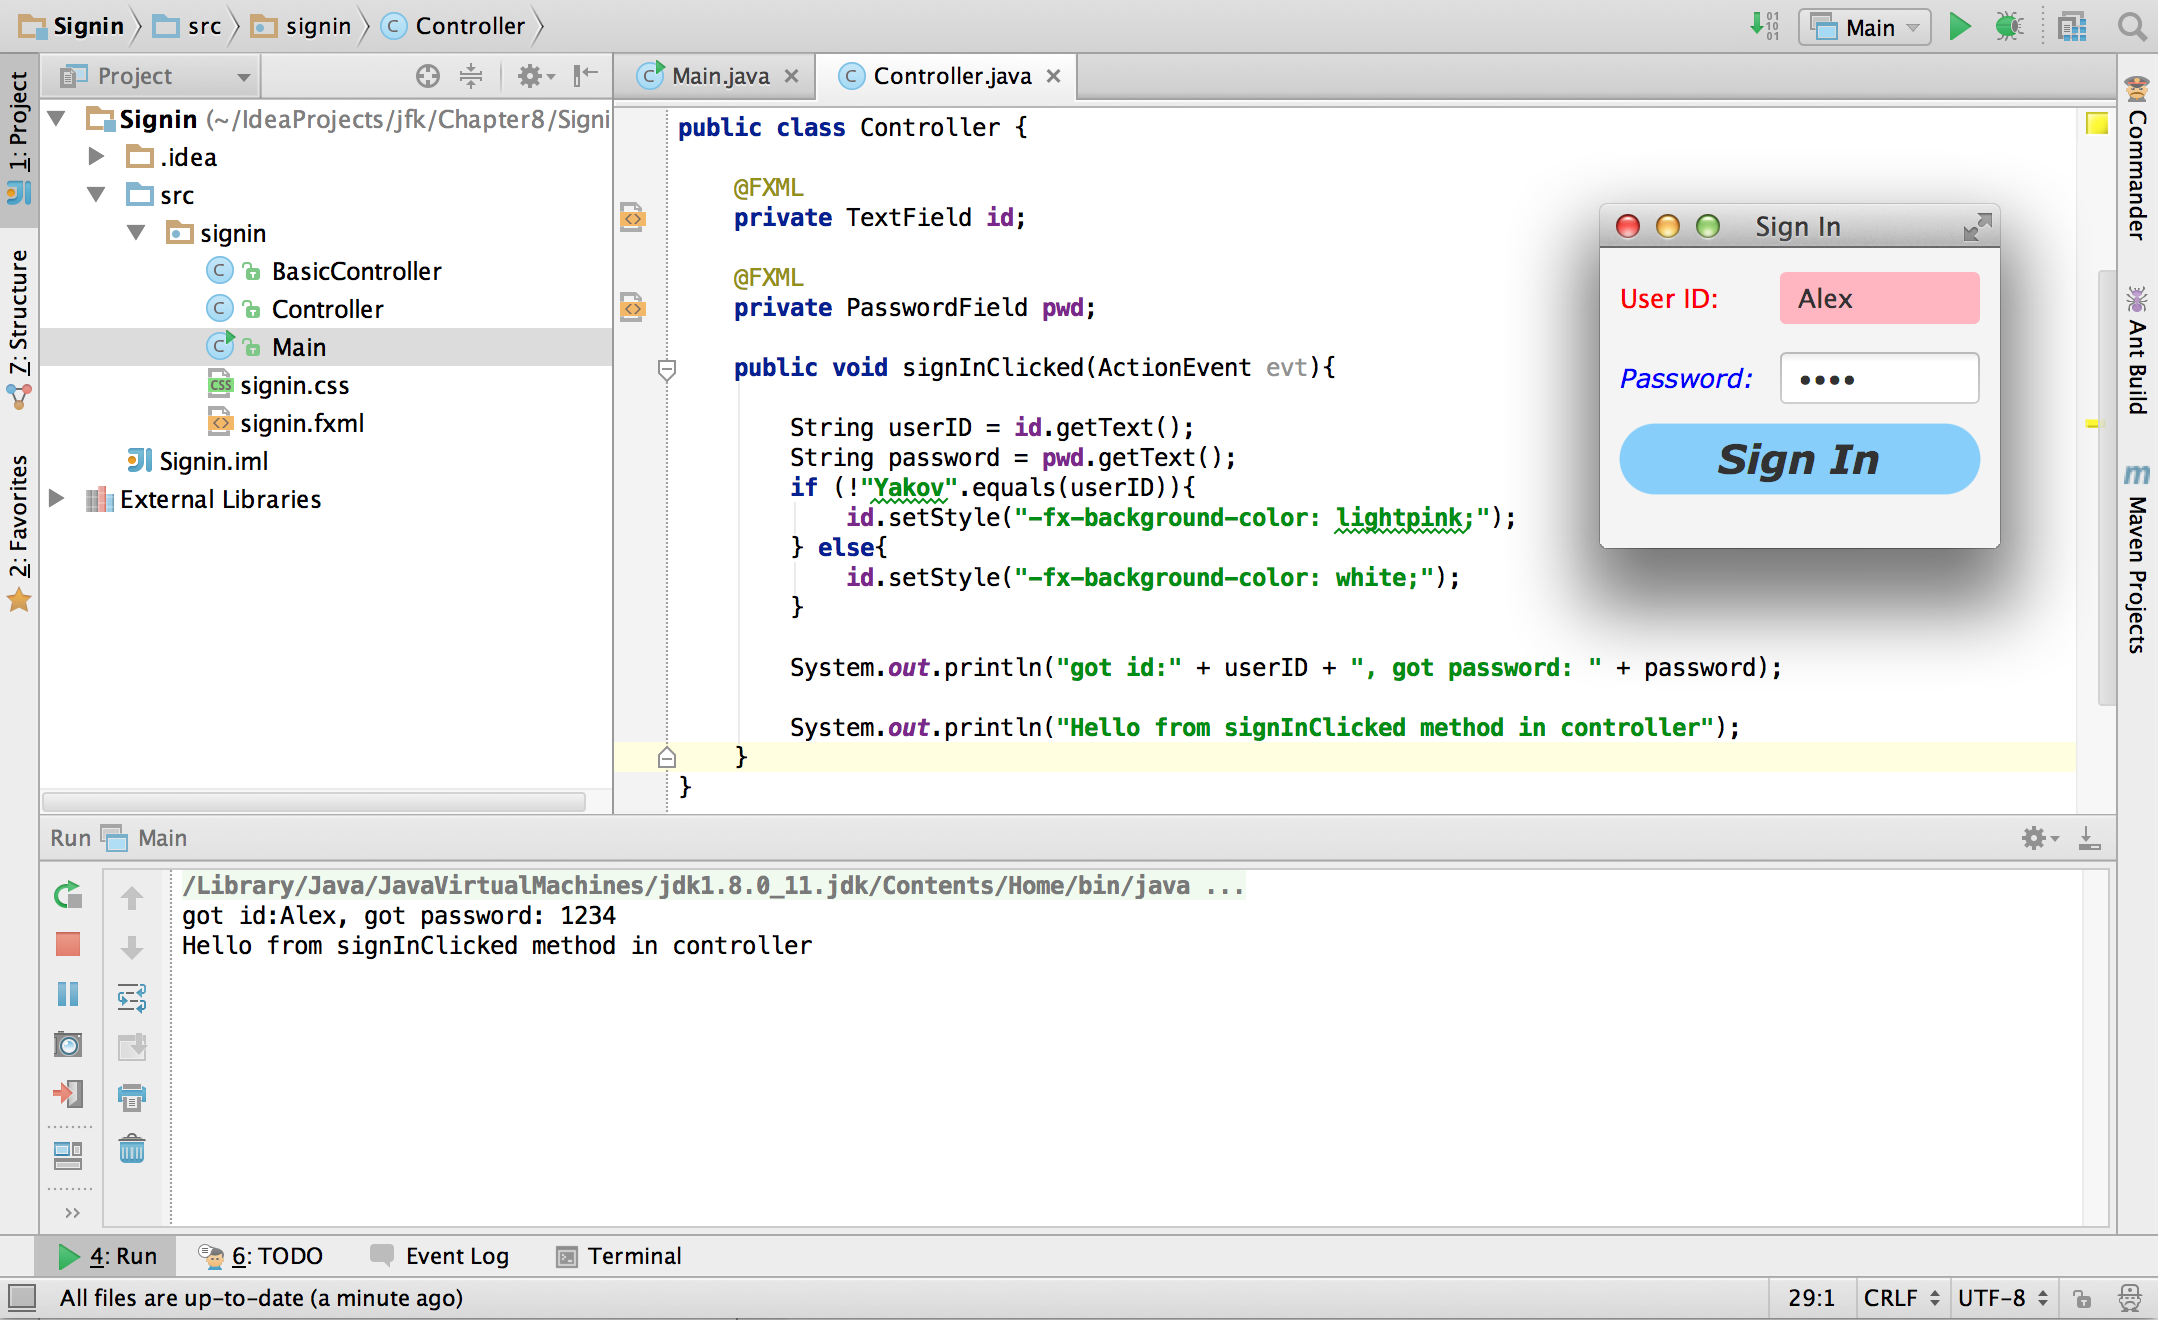 Signin src signin Controller
Main
Project
Signin (~/IdeaProjects/jfk/Chapter8/Signi
.idea
src
signin
BasicController
Controller
Main
signin.css
signin.fxml
Signin.iml
External Libraries
1: Project
7: Structure
2: Favorites
Main.java Controller.java
public class Controller {
@FXML
private TextField id;
@FXML
private PasswordField pwd;
public void signInClicked(ActionEvent evt){
String userID = id.getText();
String password = pwd.getText();
if (!"Yakov".equals(userID)){
id.setStyle("-fx-background-color: lightpink;");
} else{
id.setStyle("-fx-background-color: white;");
}
System.out.println("got id:" + userID + ", got password: " + password);
System.out.println("Hello from signInClicked method in controller");
}
}
Sign In
User ID: Alex
Password: ••••
Sign In
Commander
Ant Build
m
Maven Projects
Run Main
/Library/Java/JavaVirtualMachines/jdk1.8.0_11.jdk/Contents/Home/bin/java ...
got id:Alex, got password: 1234
Hello from signInClicked method in controller
4: Run 6: TODO Event Log Terminal
All files are up-to-date (a minute ago) 29:1 CRLF UTF-8